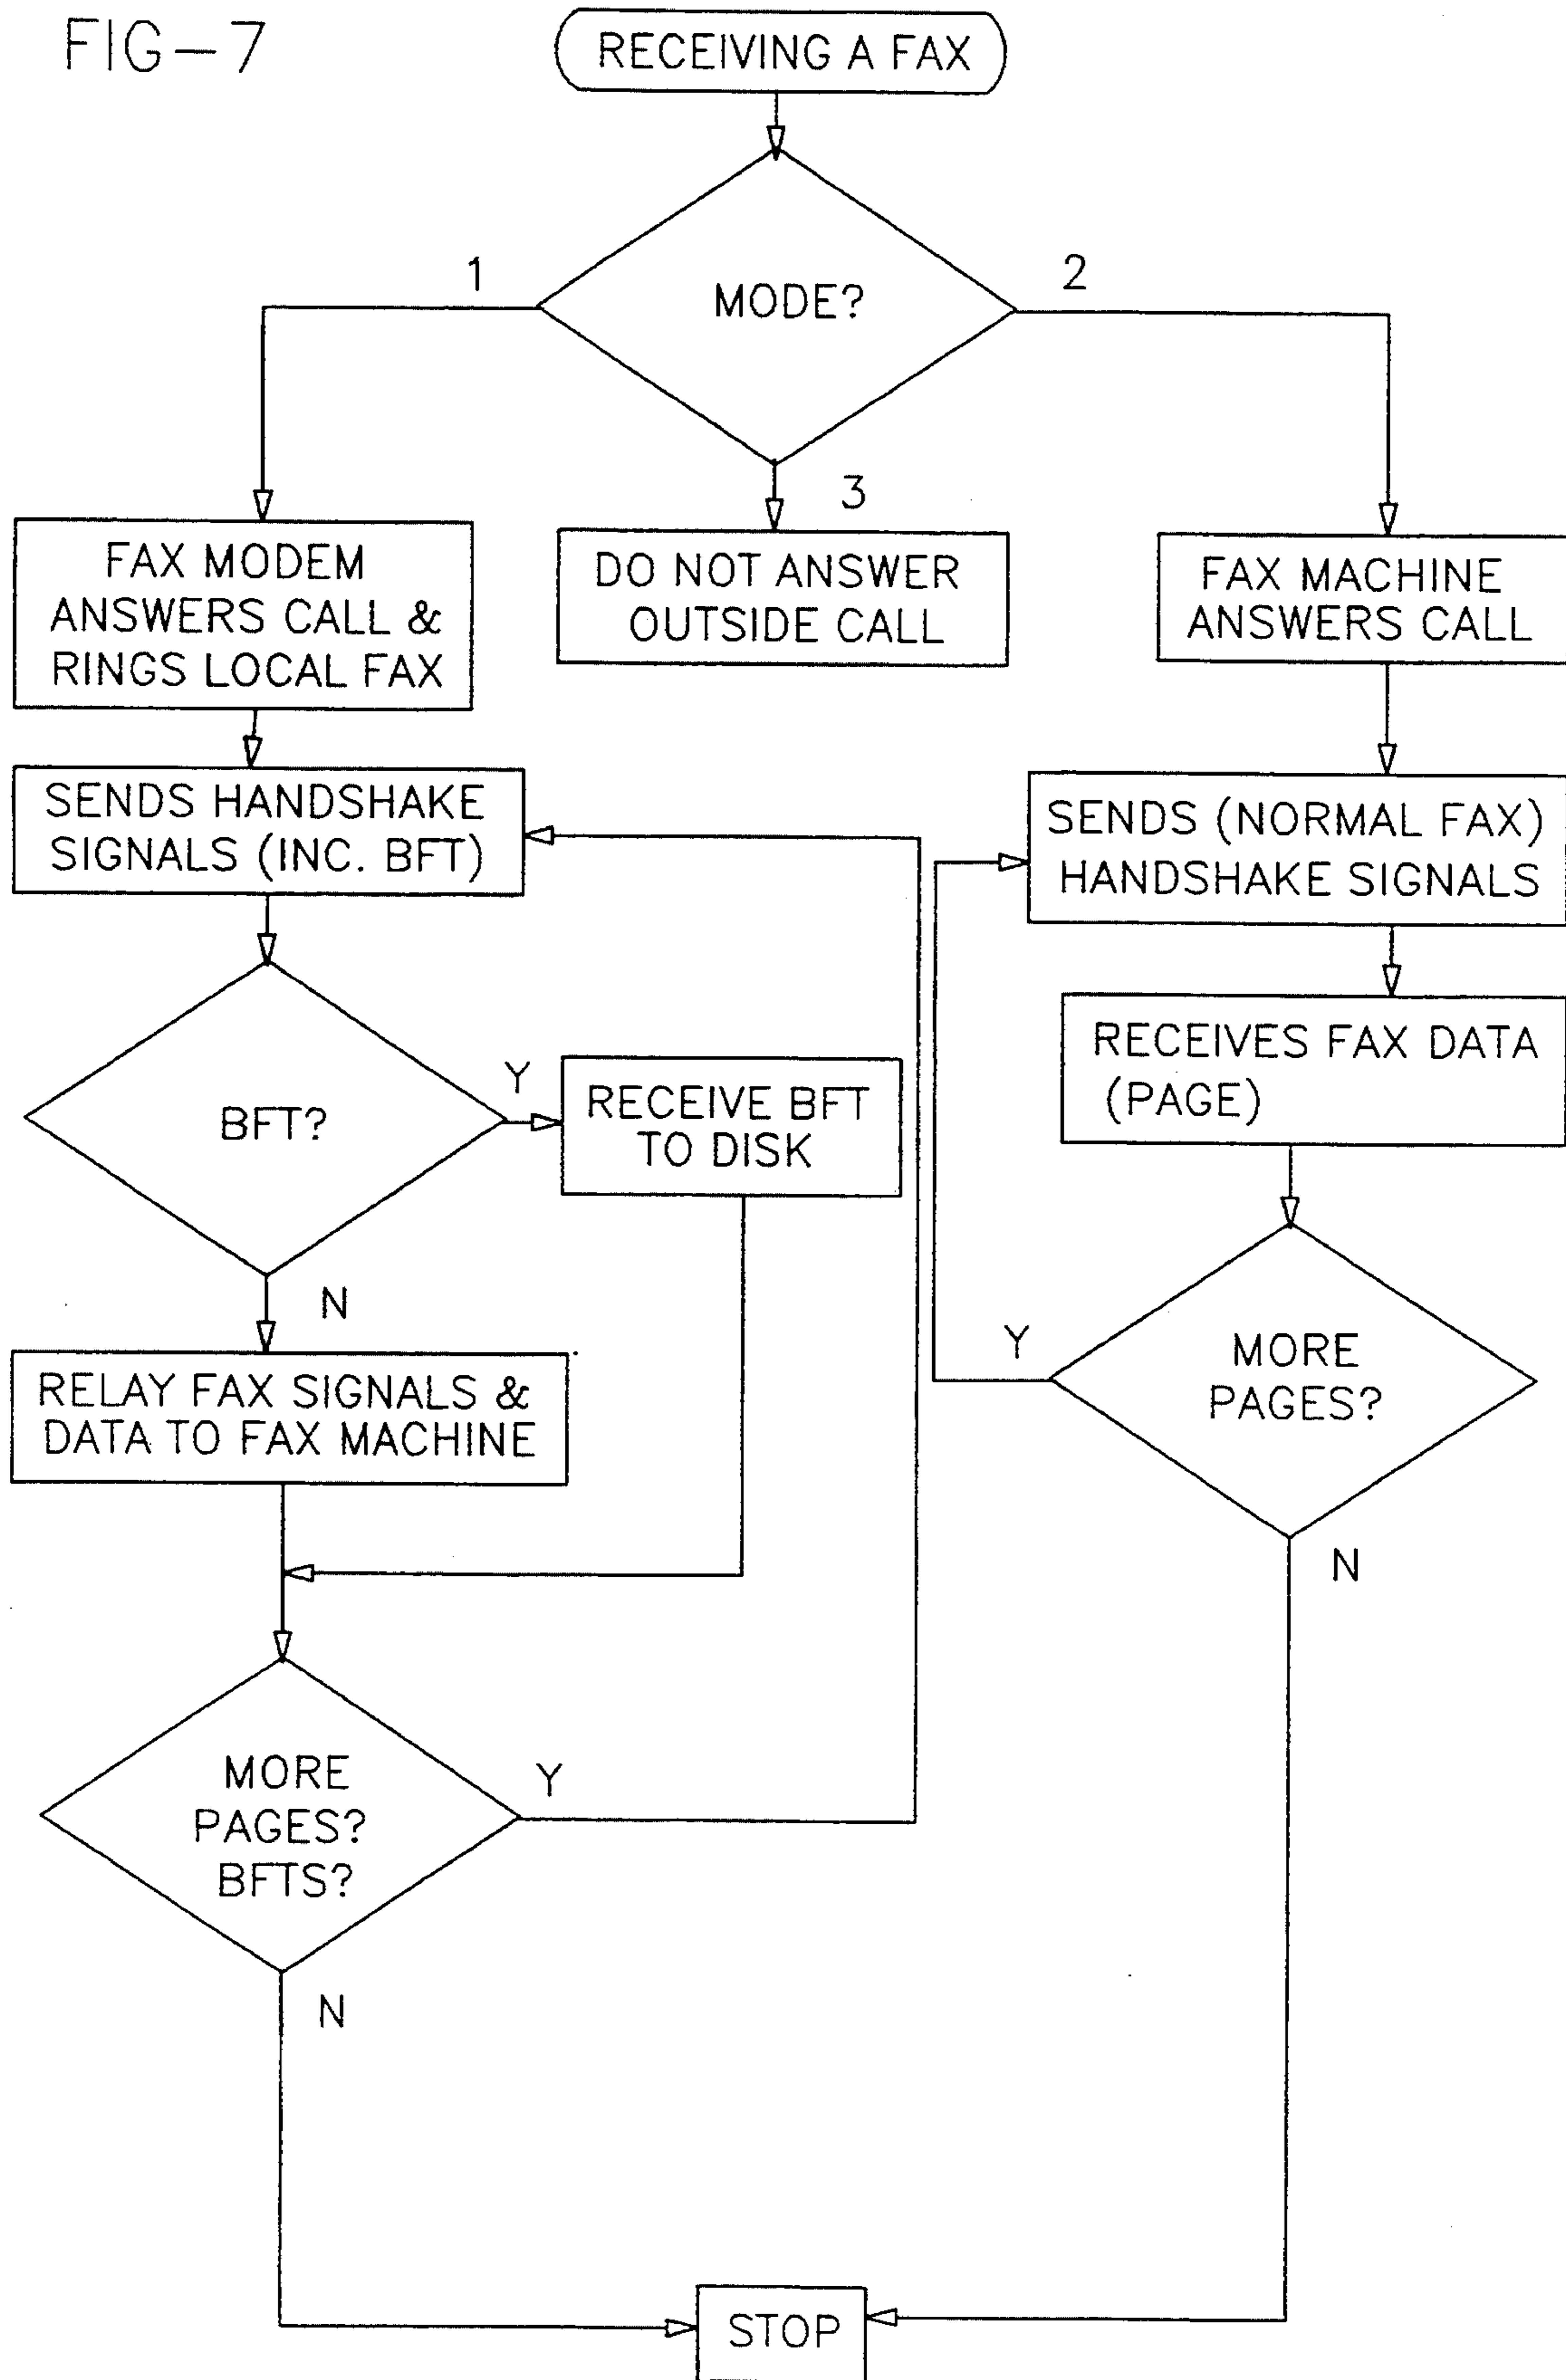 FIG-7
RECEIVING A FAX
MODE?
1
2
3
FAX MODEM
ANSWERS CALL &
RINGS LOCAL FAX
DO NOT ANSWER
OUTSIDE CALL
FAX MACHINE
ANSWERS CALL
SENDS HANDSHAKE
SIGNALS (INC. BFT)
SENDS (NORMAL FAX)
HANDSHAKE SIGNALS
BFT?
Y
RECEIVE BFT
TO DISK
RECEIVES FAX DATA
(PAGE)
N
RELAY FAX SIGNALS &
DATA TO FAX MACHINE
Y
MORE
PAGES?
N
MORE
PAGES?
BFTS?
Y
N
STOP